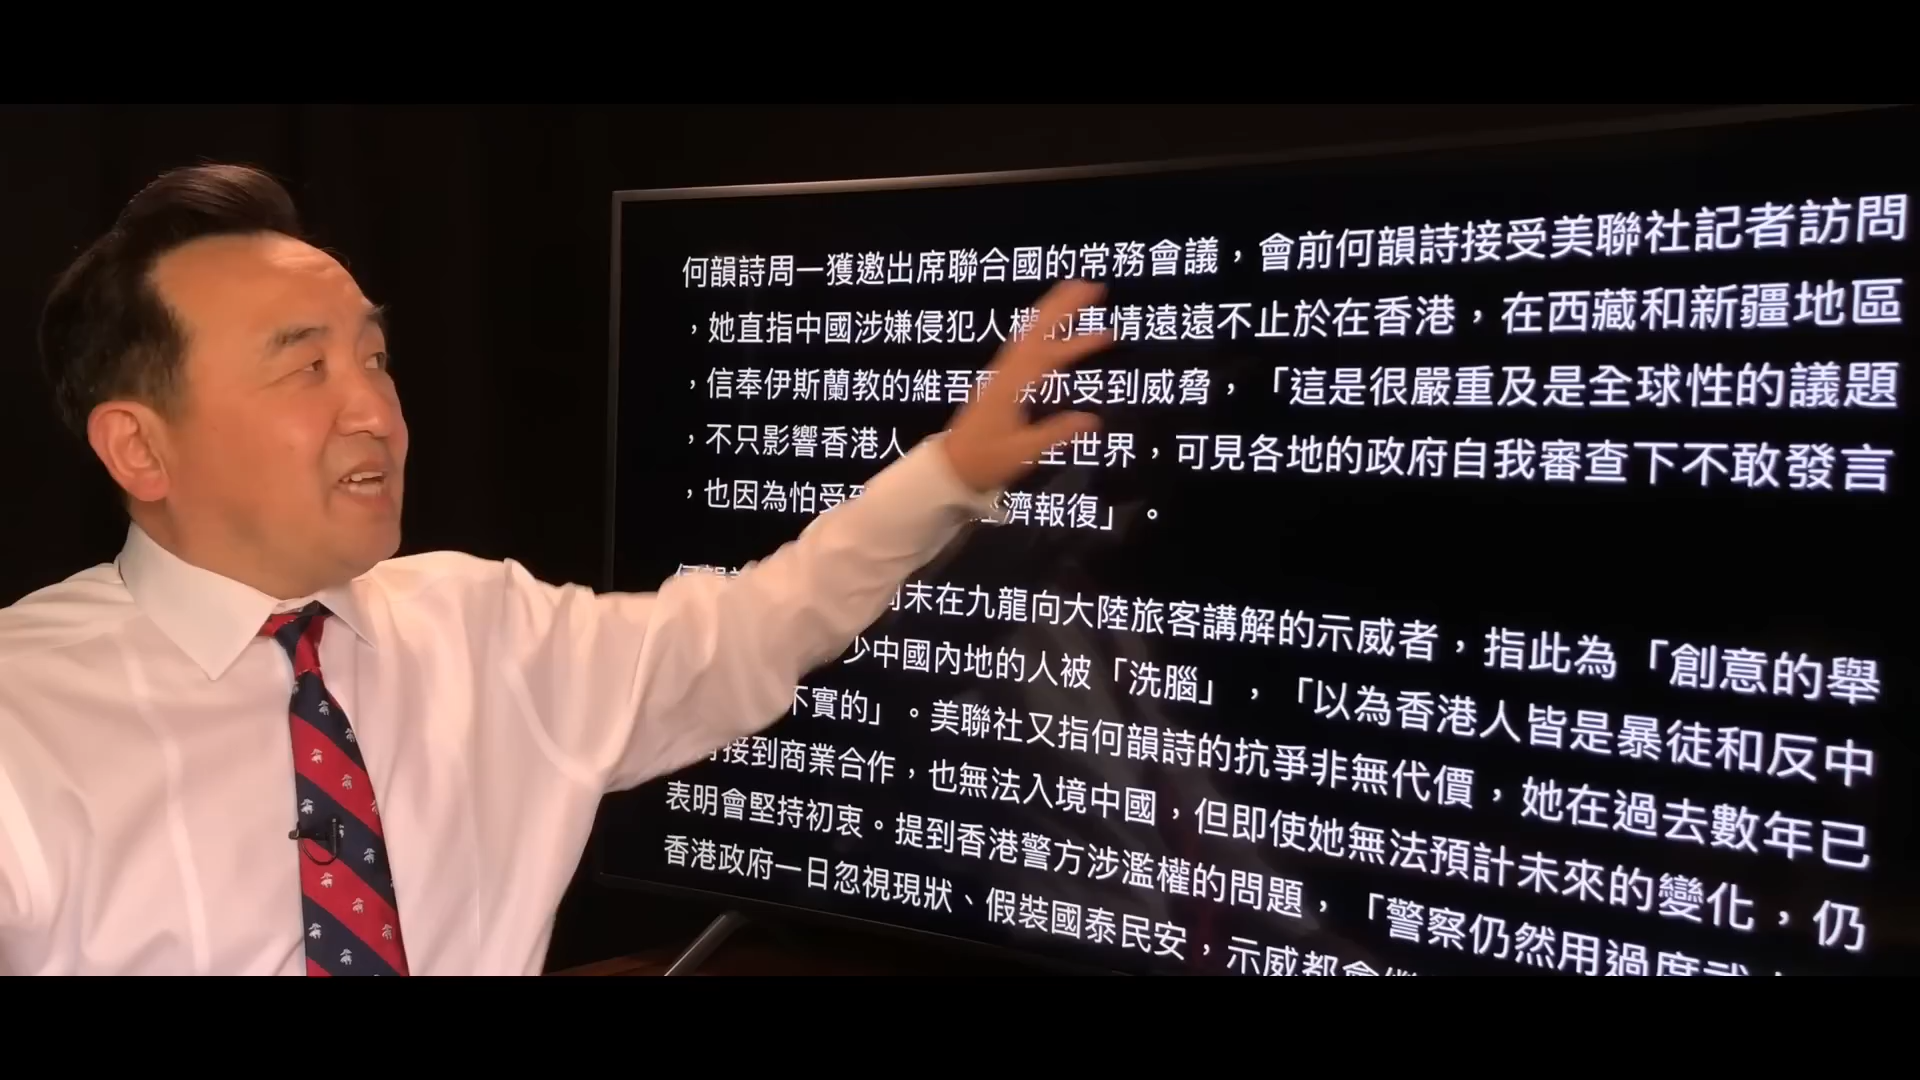 何韻詩周一獲邀出席聯合國的常務會議，會前何韻詩接受美聯社記者訪問
，她直指中國涉嫌侵犯人權的事情遠遠不止於在香港，在西藏和新疆地區
，信奉伊斯蘭教的維吾爾族亦受到威脅，「這是很嚴重及是全球性的議題
，不只影響香港人 全世界，可見各地的政府自我審查下不敢發言
，也因為怕受到 經濟報復」。
何韻詩 周末在九龍向大陸旅客講解的示威者，指此為「創意的舉
少中國內地的人被「洗腦」，「以為香港人皆是暴徒和反中
不實的」。美聯社又指何韻詩的抗爭非無代價，她在過去數年已
接到商業合作，也無法入境中國，但即使她無法預計未來的變化，仍
表明會堅持初衷。提到香港警方涉濫權的問題，「警察仍然用過度武
香港政府一日忽視現狀、假裝國泰民安，示威都會